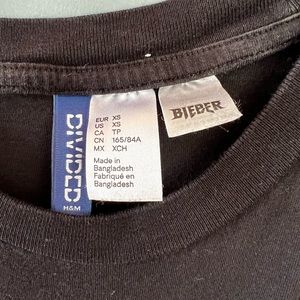 DIVIDED
H&M
EUR XS
US XS
CA TP
CN 165/84A
MX XCH
Made in
Bangladesh
Fabriqué en
Bangladesh
BIEBER